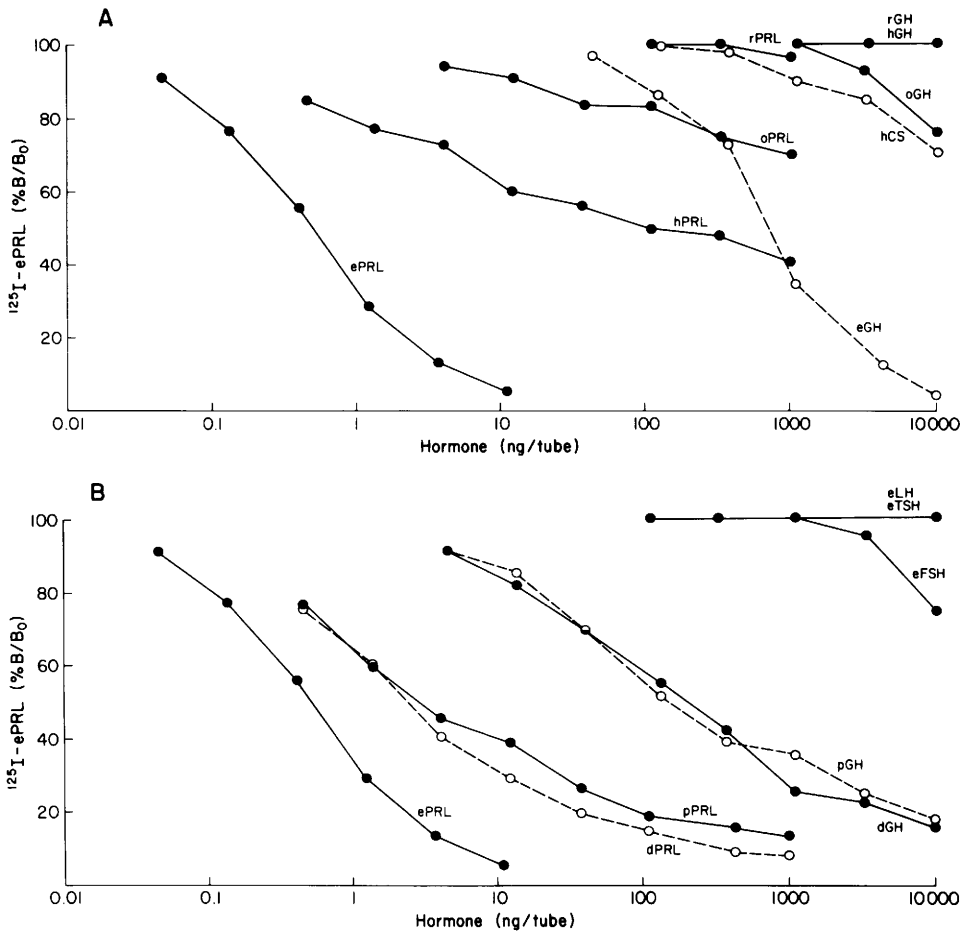 A
¹²⁵I-ePRL (%B/B₀)
100
80
60
40
20
ePRL
hPRL
oPRL
rPRL
rGH
hGH
oGH
hCS
eGH
0.01
0.1
1
10
100
1000
10000
Hormone (ng/tube)
B
¹²⁵I-ePRL (%B/B₀)
100
80
60
40
20
eLH
eTSH
eFSH
ePRL
pPRL
dPRL
pGH
dGH
0.01
0.1
1
10
100
1000
10000
Hormone (ng/tube)